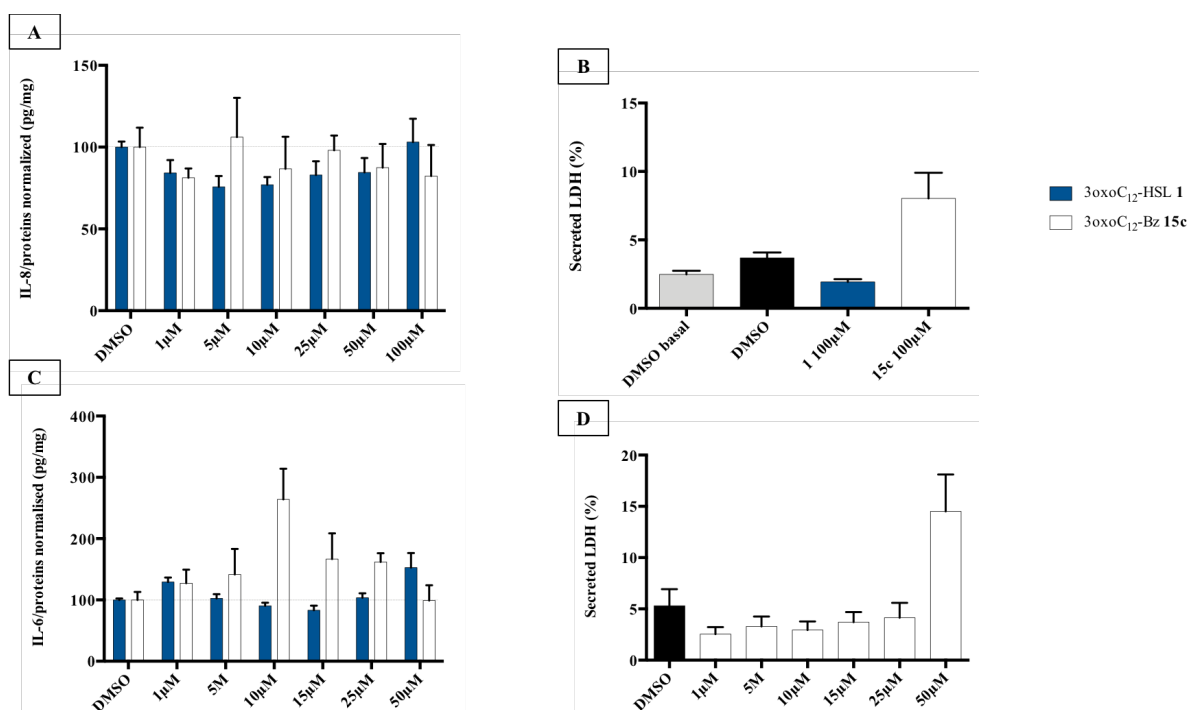 A
IL-8/proteins normalized (pg/mg)
150
100
50
0
DMSO
1µM
5µM
10µM
25µM
50µM
100µM
B
Secreted LDH (%)
15
10
5
0
DMSO basal
DMSO
1 100µM
15c 100µM
3oxoC12-HSL 1
3oxoC12-Bz 15c
C
IL-6/proteins normalised (pg/mg)
400
300
200
100
0
DMSO
1µM
5M
10µM
15µM
25µM
50µM
D
Secreted LDH (%)
20
15
10
5
0
DMSO
1µM
5M
10µM
15µM
25µM
50µM